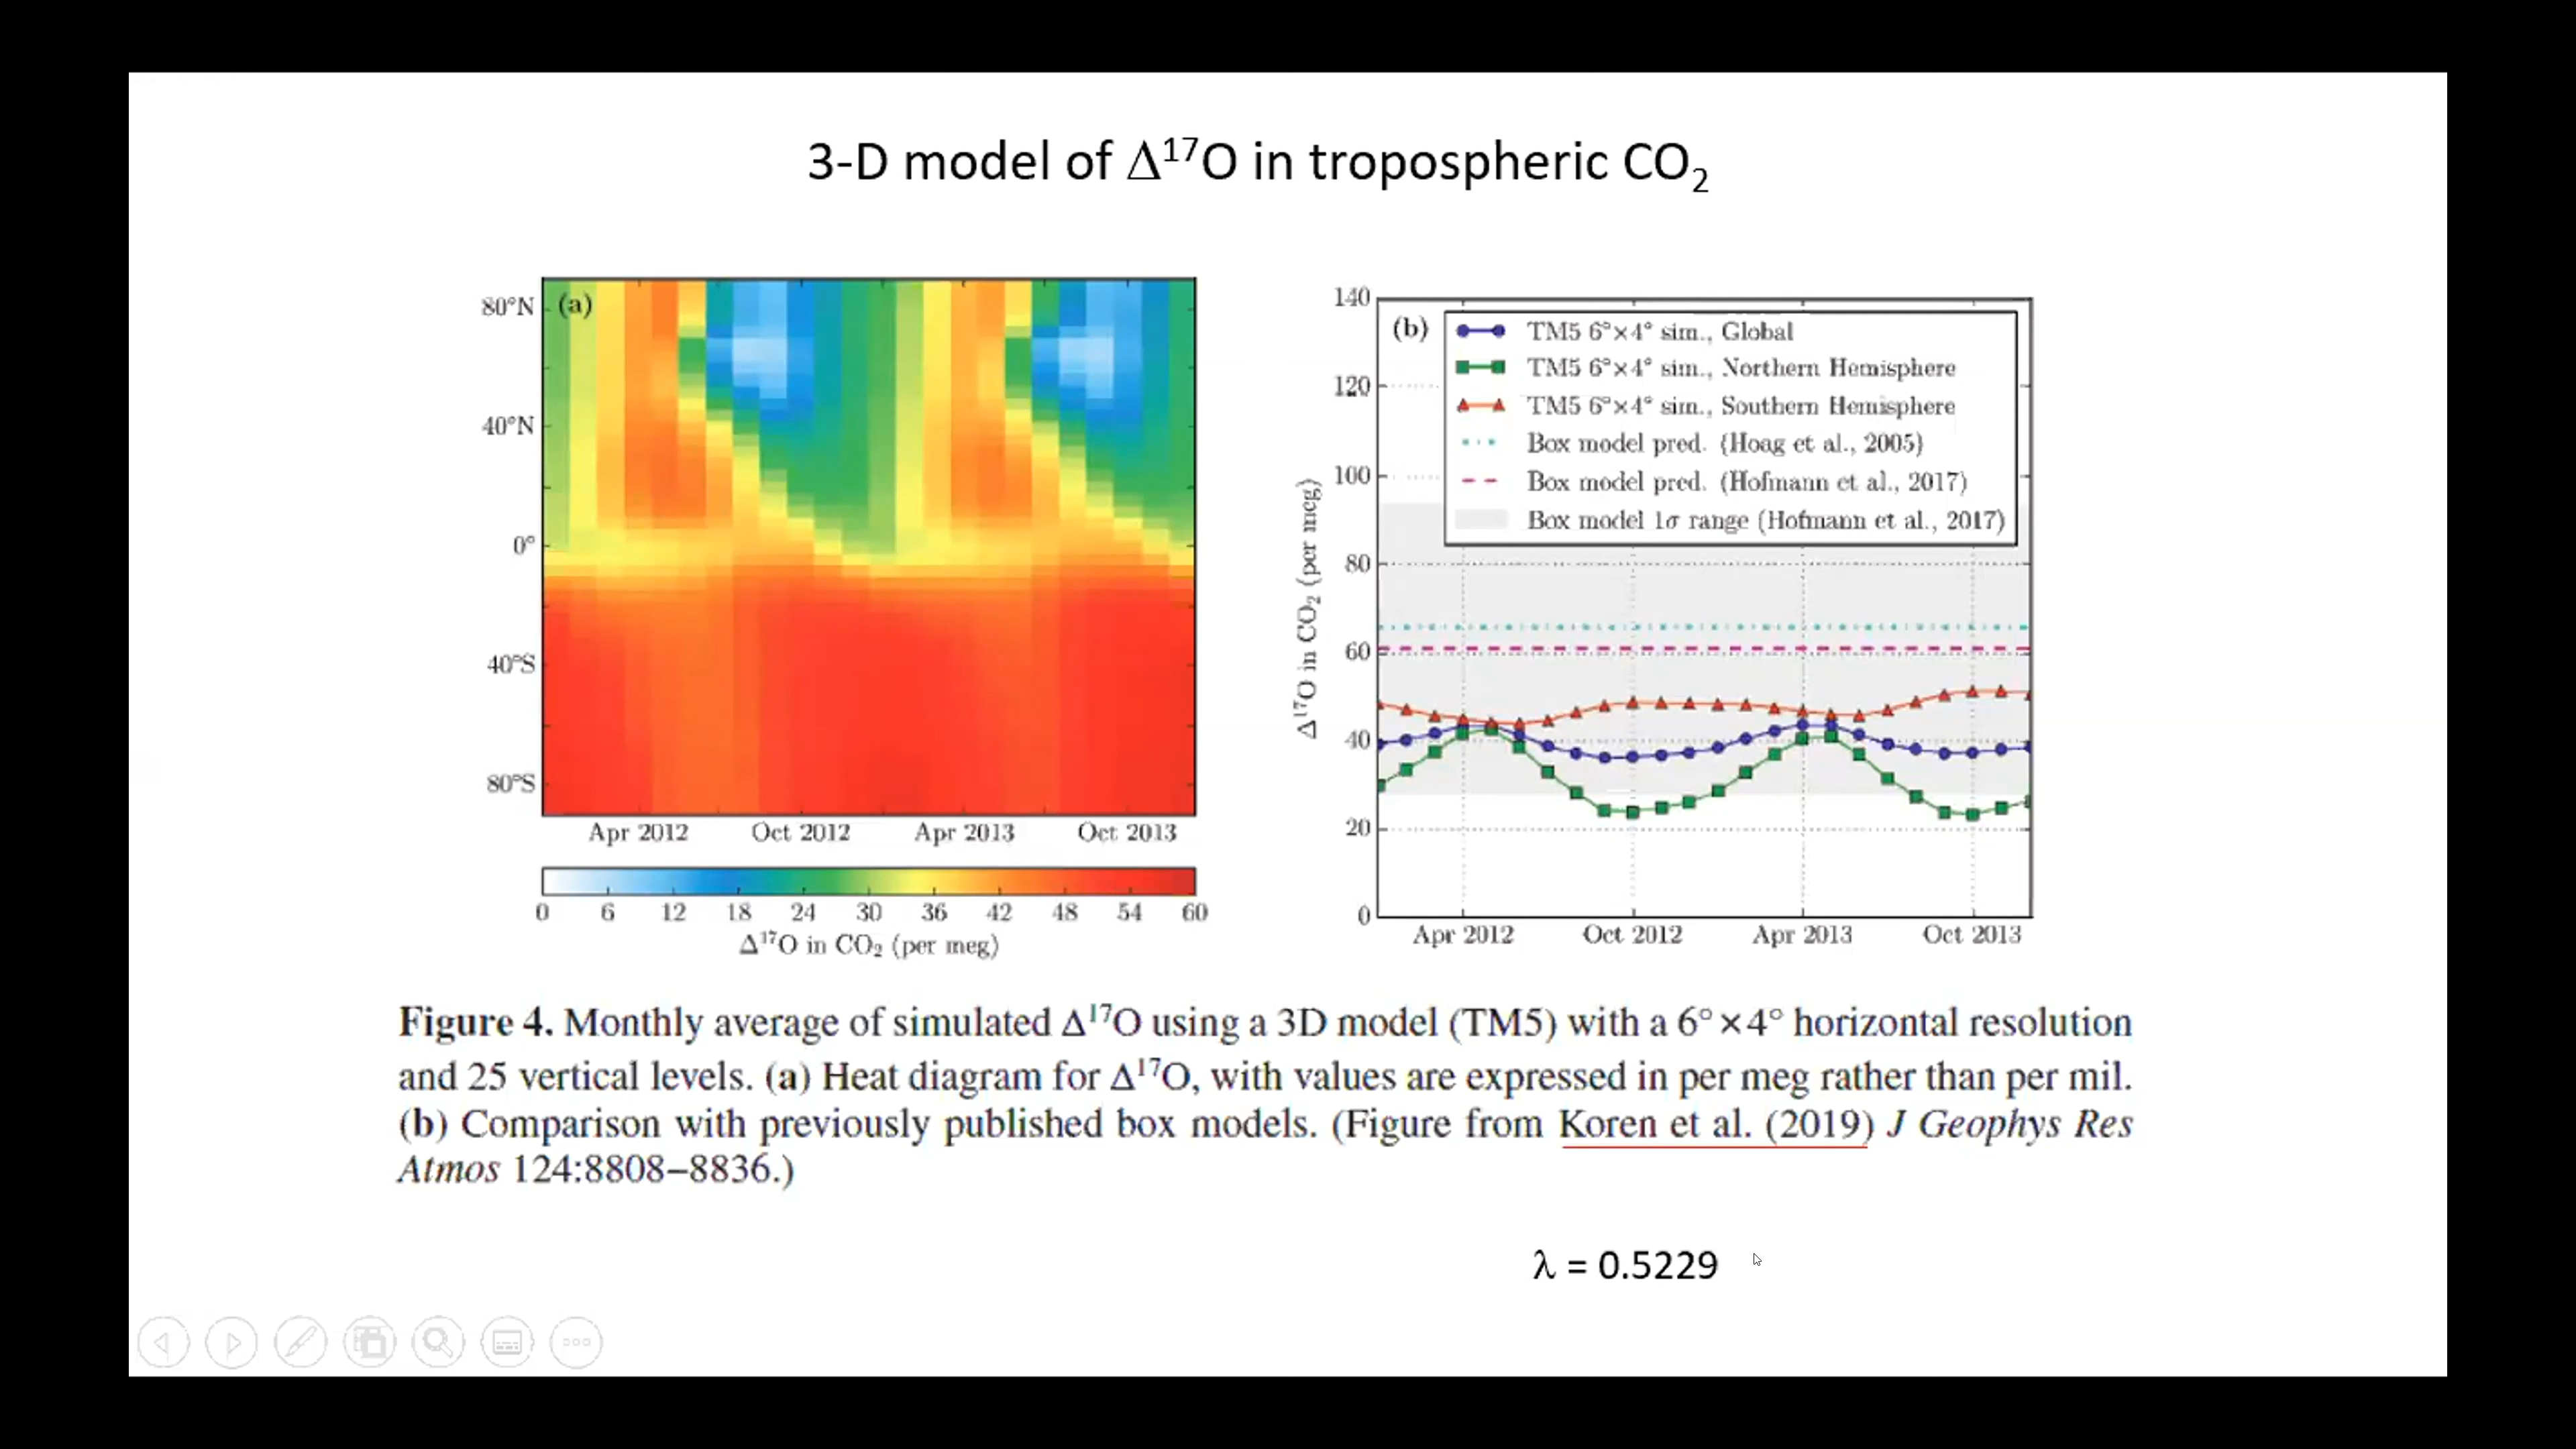 3-D model of Δ¹⁷O in tropospheric CO₂
(a)
80°N
40°N
0°
40°S
80°S
Apr 2012 Oct 2012 Apr 2013 Oct 2013
0 6 12 18 24 30 36 42 48 54 60
Δ¹⁷O in CO₂ (per meg)
(b)
TM5 6°×4° sim., Global
TM5 6°×4° sim., Northern Hemisphere
TM5 6°×4° sim., Southern Hemisphere
Box model pred. (Hoag et al., 2005)
Box model pred. (Hofmann et al., 2017)
Box model 1σ range (Hofmann et al., 2017)
140
120
100
80
60
40
20
0
Δ¹⁷O in CO₂ (per meg)
Apr 2012 Oct 2012 Apr 2013 Oct 2013
Figure 4. Monthly average of simulated Δ¹⁷O using a 3D model (TM5) with a 6°×4° horizontal resolution
and 25 vertical levels. (a) Heat diagram for Δ¹⁷O, with values are expressed in per meg rather than per mil.
(b) Comparison with previously published box models. (Figure from Koren et al. (2019) J Geophys Res
Atmos 124:8808–8836.)
λ = 0.5229